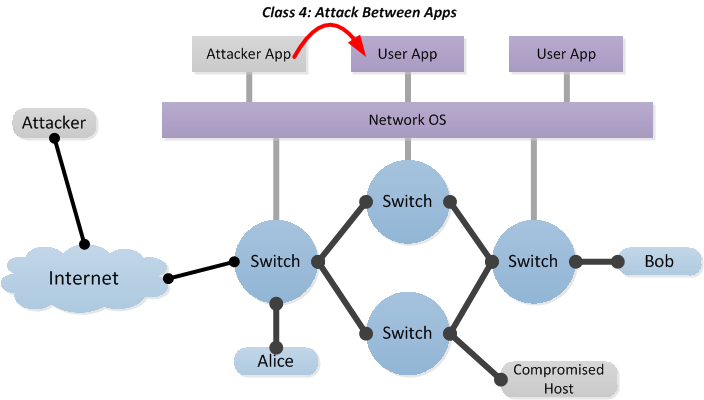 Class 4: Attack Between Apps
Attacker App
User App
User App
Network OS
Attacker
Switch
Internet
Switch
Switch
Bob
Switch
Alice
Compromised
Host